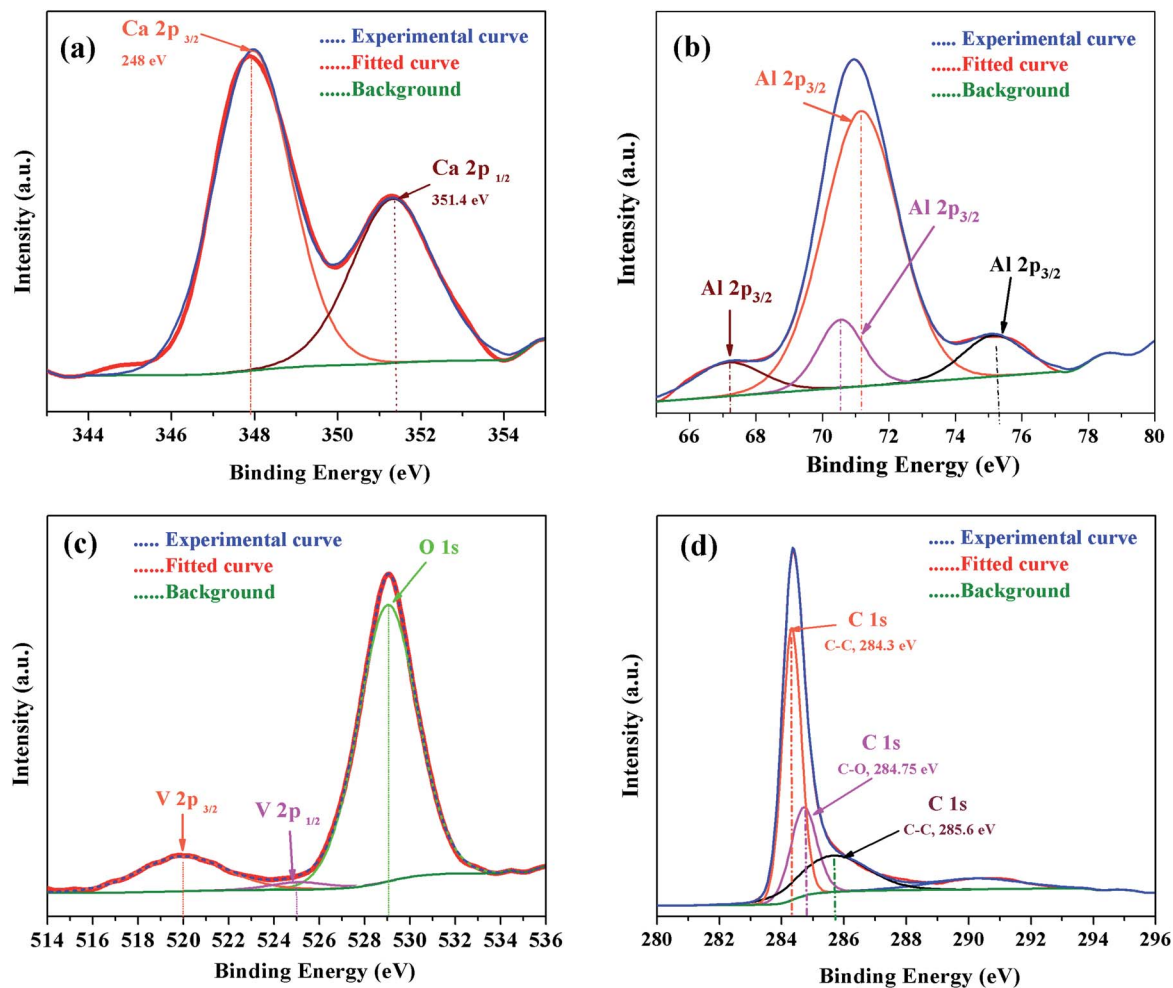 (a)
Ca 2p 3/2
248 eV
..... Experimental curve
......Fitted curve
......Background
Ca 2p 1/2
351.4 eV
Intensity (a.u.)
344 346 348 350 352 354
Binding Energy (eV)
(b)
..... Experimental curve
......Fitted curve
......Background
Al 2p3/2
Al 2p3/2
Al 2p3/2
Al 2p3/2
Intensity (a.u.)
66 68 70 72 74 76 78 80
Binding Energy (eV)
(c)
..... Experimental curve
......Fitted curve
......Background
O 1s
V 2p 3/2
V 2p 1/2
Intensity (a.u.)
514 516 518 520 522 524 526 528 530 532 534 536
Binding Energy (eV)
(d)
..... Experimental curve
......Fitted curve
......Background
C 1s
C-C, 284.3 eV
C 1s
C-O, 284.75 eV
C 1s
C-C, 285.6 eV
Intensity (a.u.)
280 282 284 286 288 290 292 294 296
Binding Energy (eV)